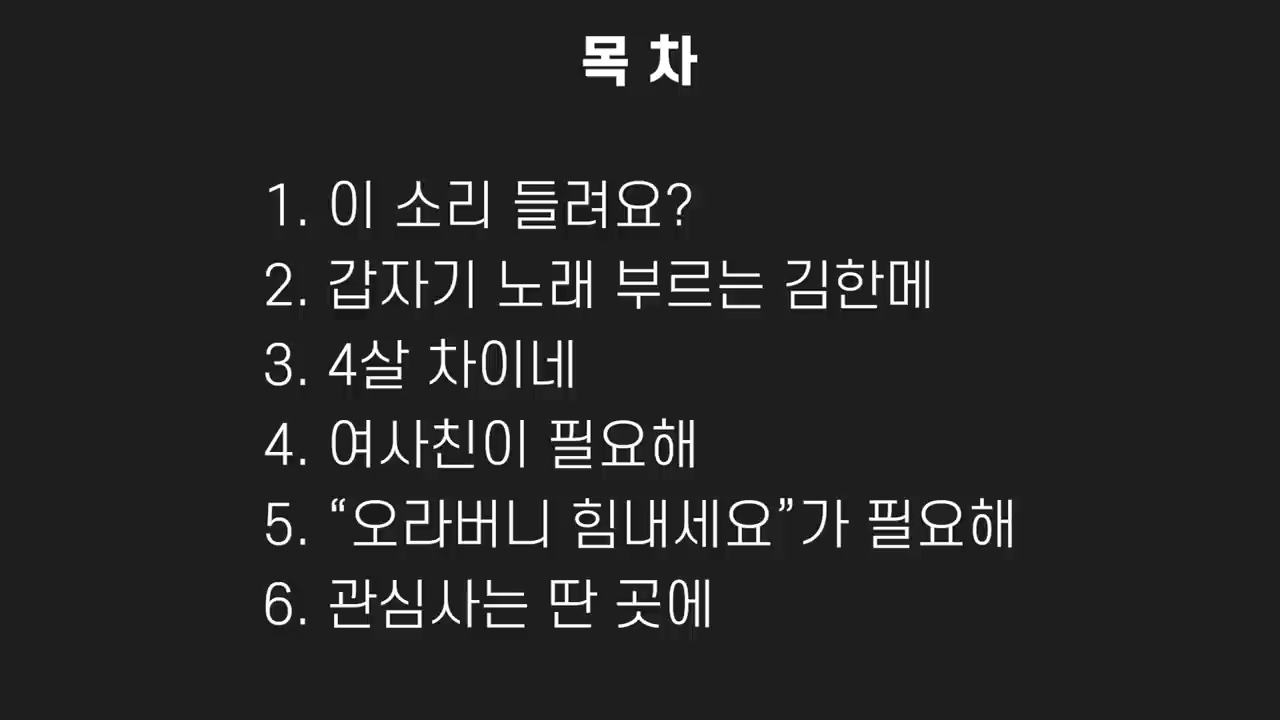 목 차
1. 이 소리 들려요?
2. 갑자기 노래 부르는 김한메
3. 4살 차이네
4. 여사친이 필요해
5. “오라버니 힘내세요”가 필요해
6. 관심사는 딴 곳에